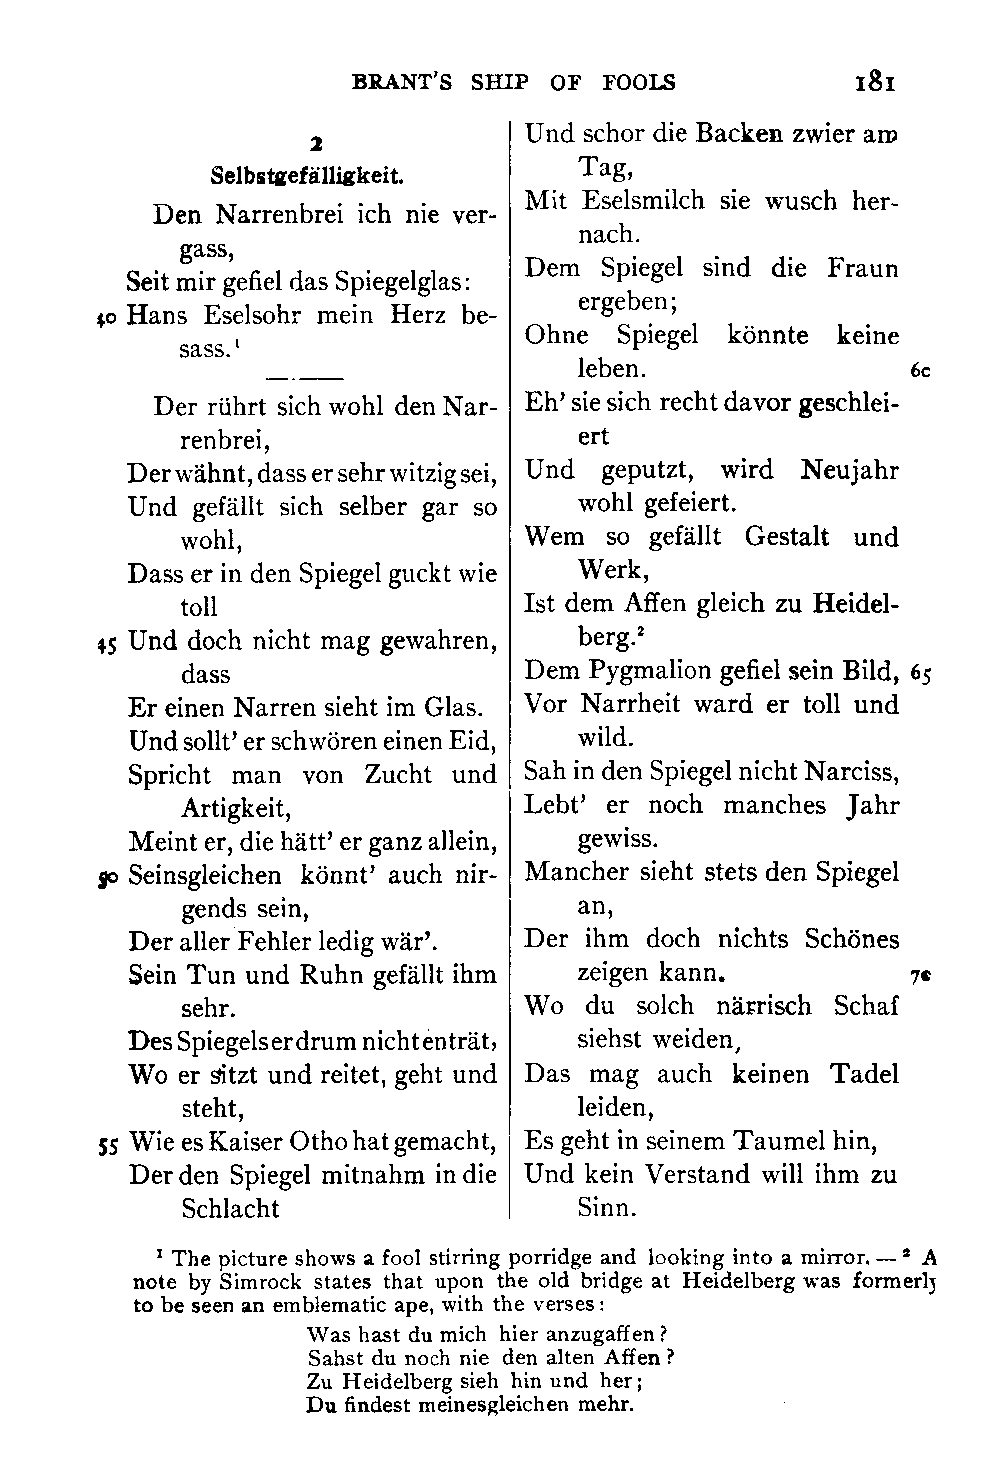 BRANT'S SHIP OF FOOLS 181
2
Selbstgefälligkeit.
Den Narrenbrei ich nie ver-
gass,
Seit mir gefiel das Spiegelglas:
40 Hans Eselsohr mein Herz be-
sass.¹
Der rührt sich wohl den Nar-
renbrei,
Der wähnt, dass er sehr witzig sei,
Und gefällt sich selber gar so
wohl,
Dass er in den Spiegel guckt wie
toll
45 Und doch nicht mag gewahren,
dass
Er einen Narren sieht im Glas.
Und sollt' er schwören einen Eid,
Spricht man von Zucht und
Artigkeit,
Meint er, die hätt' er ganz allein,
50 Seinsgleichen könnt' auch nir-
gends sein,
Der aller Fehler ledig wär'.
Sein Tun und Ruhn gefällt ihm
sehr.
Des Spiegels er drum nicht enträt,
Wo er sitzt und reitet, geht und
steht,
55 Wie es Kaiser Otho hat gemacht,
Der den Spiegel mitnahm in die
Schlacht
Und schor die Backen zwier am
Tag,
Mit Eselsmilch sie wusch her-
nach.
Dem Spiegel sind die Fraun
ergeben;
Ohne Spiegel könnte keine
leben. 60
Eh' sie sich recht davor geschlei-
ert
Und geputzt, wird Neujahr
wohl gefeiert.
Wem so gefällt Gestalt und
Werk,
Ist dem Affen gleich zu Heidel-
berg.²
Dem Pygmalion gefiel sein Bild, 65
Vor Narrheit ward er toll und
wild.
Sah in den Spiegel nicht Narciss,
Lebt' er noch manches Jahr
gewiss.
Mancher sieht stets den Spiegel
an,
Der ihm doch nichts Schönes
zeigen kann. 70
Wo du solch närrisch Schaf
siehst weiden,
Das mag auch keinen Tadel
leiden,
Es geht in seinem Taumel hin,
Und kein Verstand will ihm zu
Sinn.
¹ The picture shows a fool stirring porridge and looking into a mirror. — ² A
note by Simrock states that upon the old bridge at Heidelberg was formerly
to be seen an emblematic ape, with the verses:
Was hast du mich hier anzugaffen?
Sahst du noch nie den alten Affen?
Zu Heidelberg sieh hin und her;
Du findest meinesgleichen mehr.